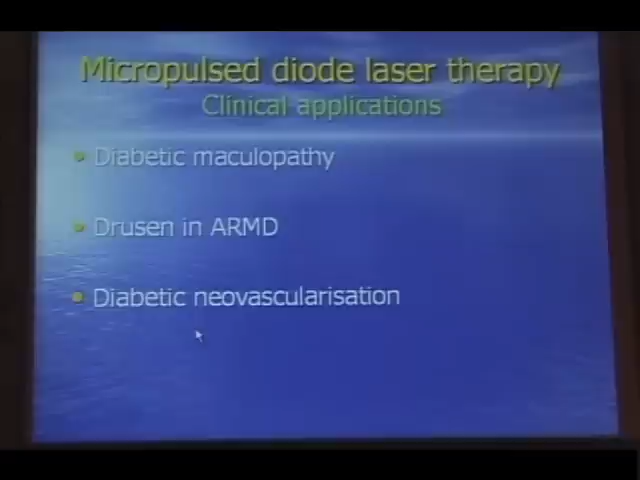 Micropulsed diode laser therapy
Clinical applications
• Diabetic maculopathy
• Drusen in ARMD
• Diabetic neovascularisation